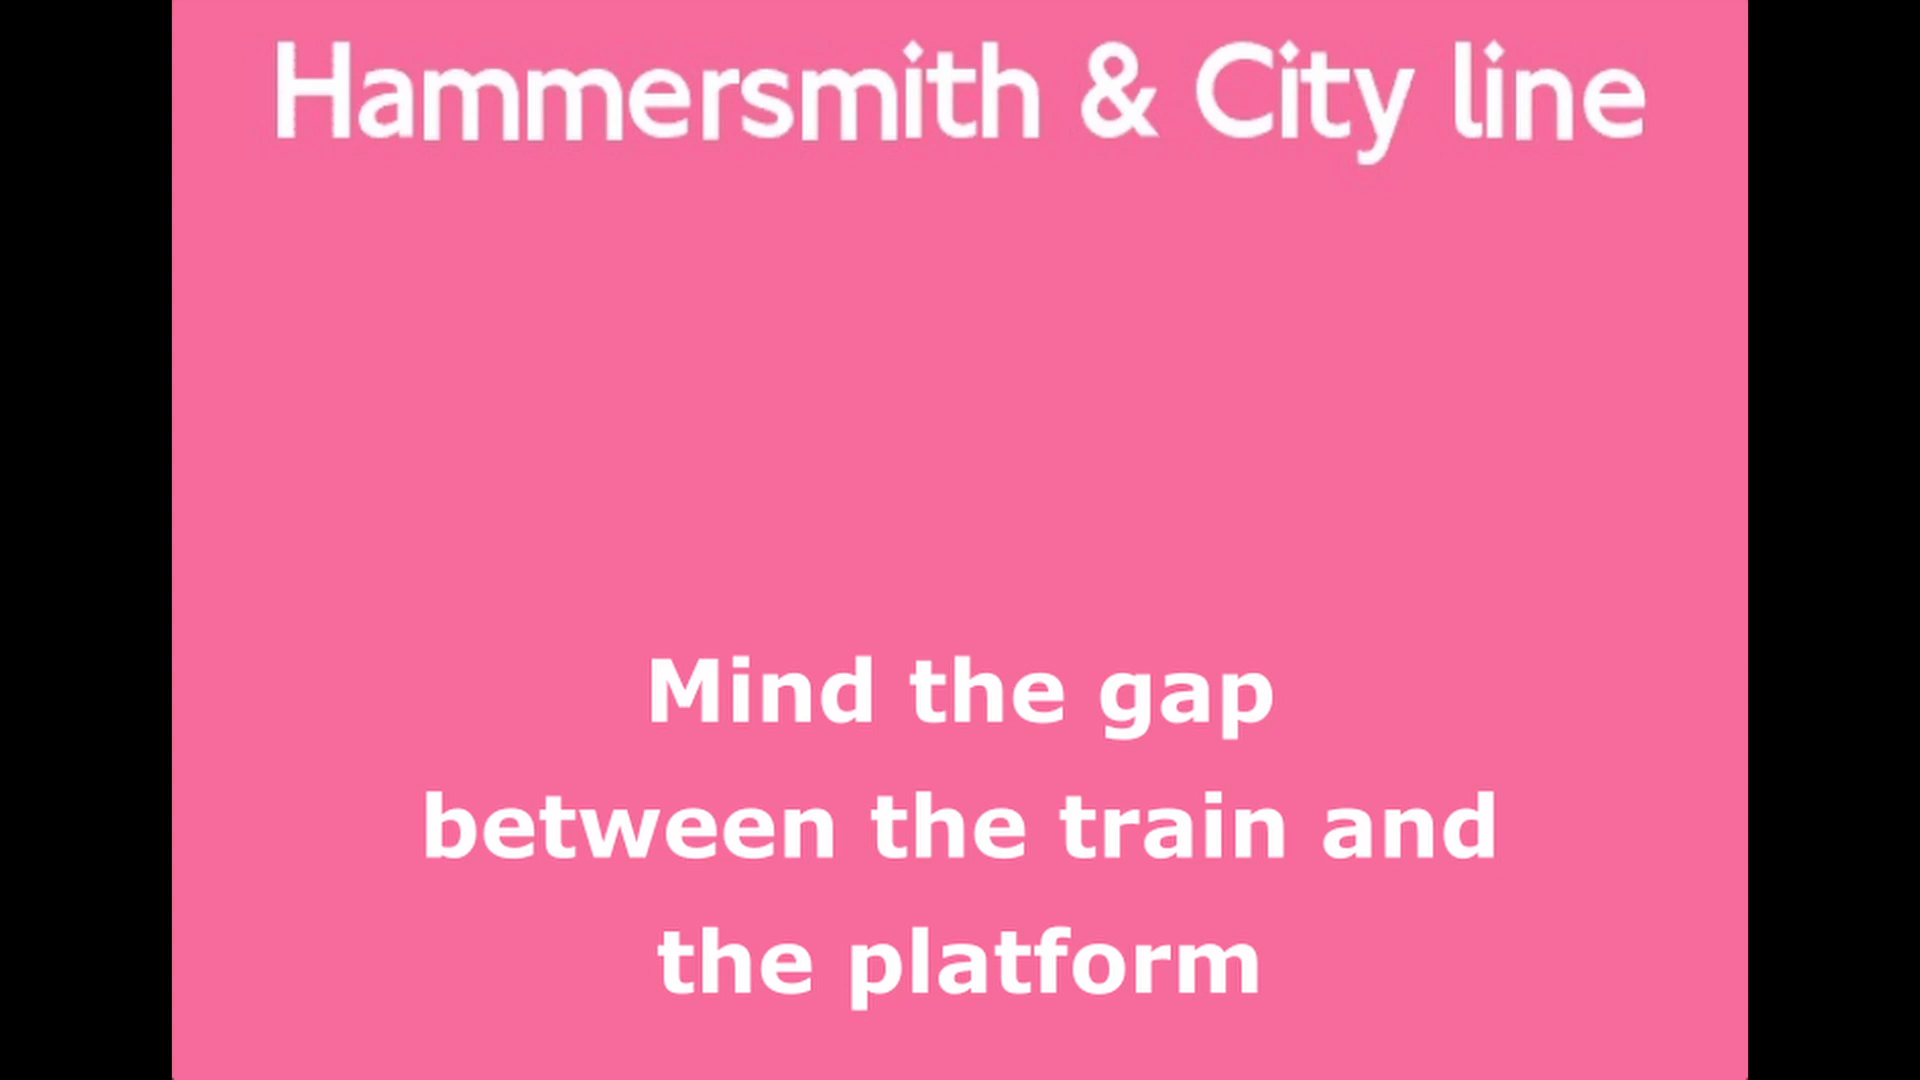 Hammersmith & City line
Mind the gap
between the train and
the platform